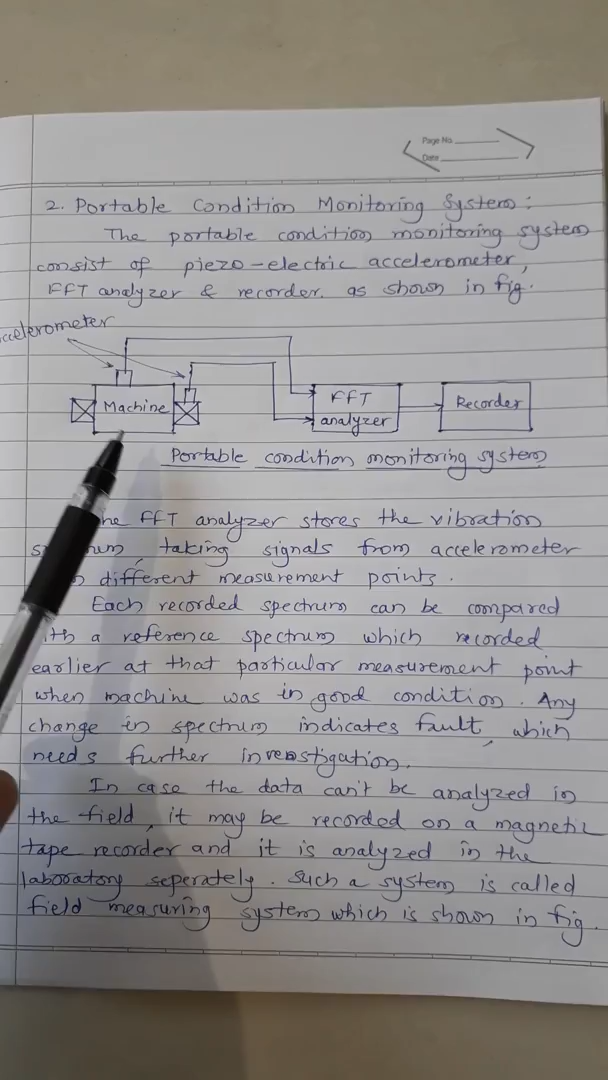 Page No.
Date
2. Portable Condition Monitoring System:
The portable condition monitoring system
consist of piezo-electric accelerometer,
FFT analyzer & recorder. as shown in fig.
ccelerometer
Machine
FFT
analyzer
Recorder
Portable condition monitoring system
he FFT analyzer stores the vibration
um, taking signals from accelerometer
different measurement points.
Each recorded spectrum can be compared
ith a reference spectrum which recorded
earlier at that particular measurement point
when machine was in good condition. Any
change in spectrum indicates fault, which
needs further investigation.
In case the data can't be analyzed in
the field, it may be recorded on a magnetic
tape recorder and it is analyzed in the
laboratory seperately. Such a system is called
field measuring system which is shown in fig.